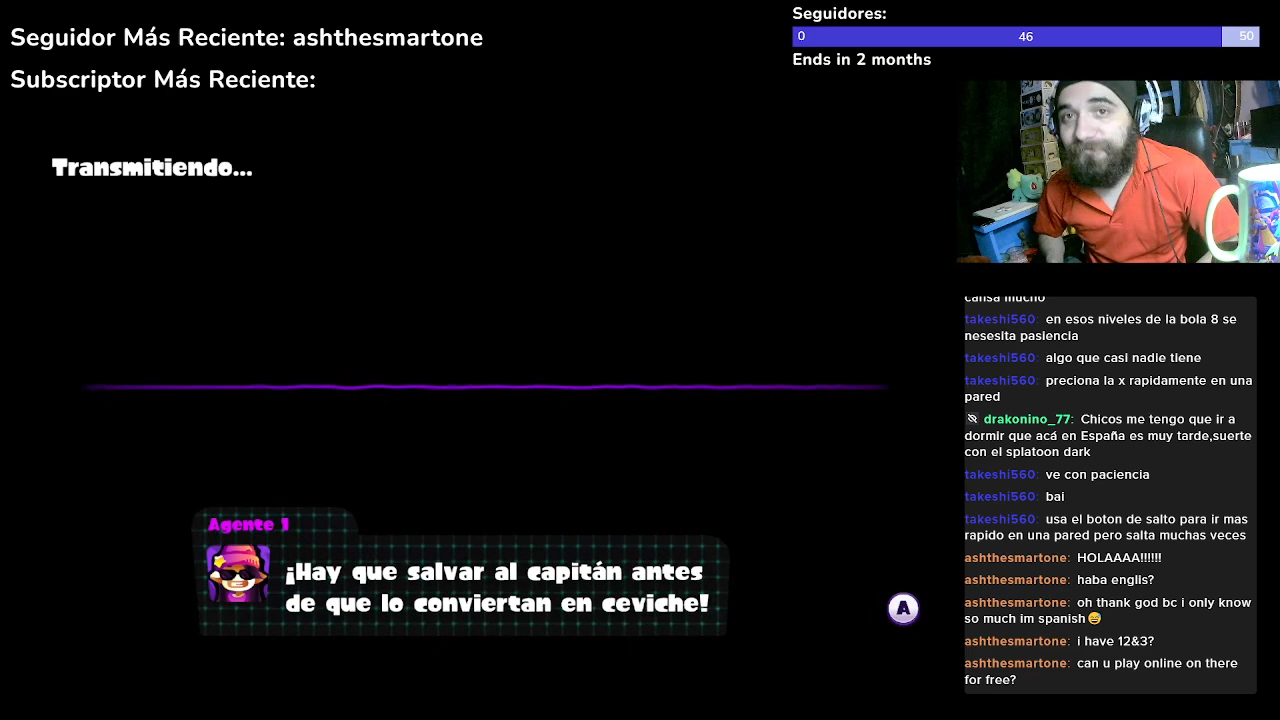 Seguidor Más Reciente: ashthesmartone
Subscriptor Más Reciente:
Seguidores:
0 46 50
Ends in 2 months
Transmitiendo...
Agente 1
¡Hay que salvar al capitán antes
de que lo conviertan en ceviche!
A
cansa mucho
takeshi560: en esos niveles de la bola 8 se
nesesita pasiencia
takeshi560: algo que casi nadie tiene
takeshi560: preciona la x rapidamente en una
pared
drakonino_77: Chicos me tengo que ir a
dormir que acá en España es muy tarde,suerte
con el splatoon dark
takeshi560: ve con paciencia
takeshi560: bai
takeshi560: usa el boton de salto para ir mas
rapido en una pared pero salta muchas veces
ashthesmartone: HOLAAAA!!!!!!
ashthesmartone: haba englis?
ashthesmartone: oh thank god bc i only know
so much im spanish😅
ashthesmartone: i have 12&3?
ashthesmartone: can u play online on there
for free?